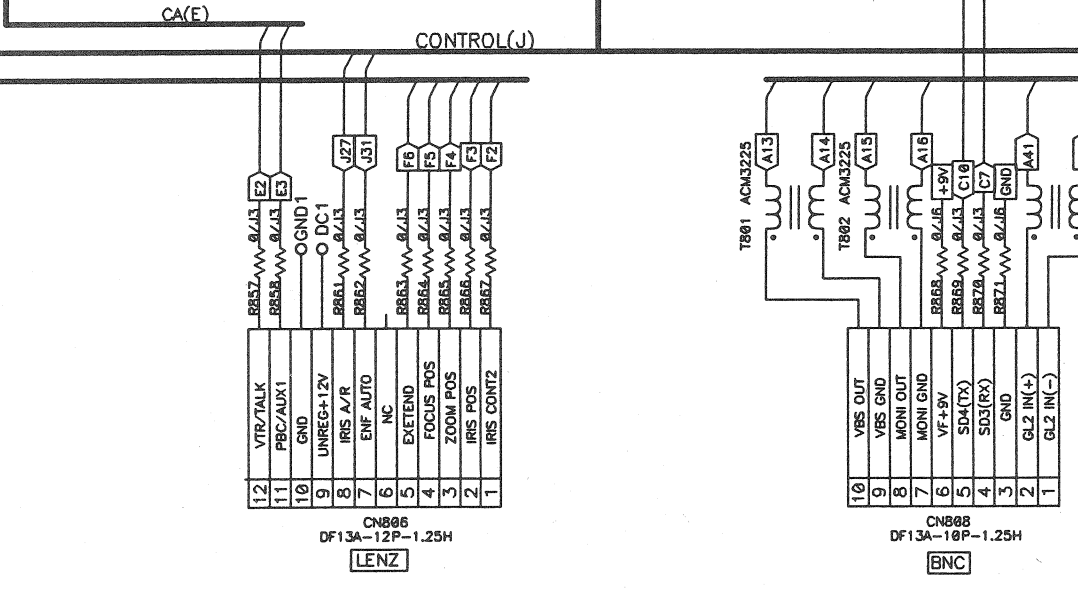 CA(E)
CONTROL(J)
E2 E3 J27 J31 F6 F5 F4 F3 F2
GND1 DC1
0/J3 0/J3 0/J3 0/J3 0/J3 0/J3 0/J3 0/J3 0/J3
R857 R858 R861 R862 R863 R864 R865 R866 R867
VTR/TALK
PBC/AUX1
GND
UNREG+12V
IRIS A/R
ENF AUTO
NC
EXETEND
FOCUS POS
ZOOM POS
IRIS POS
IRIS CONT2
12 11 10 9 8 7 6 5 4 3 2 1
CN806
DF13A-12P-1.25H
LENZ
A13 A14 A15 A16 +9V C10 C7 GND A41
T801 ACM3225
T802 ACM3225
0/J6 0/J3 0/J3 0/J6
R868 R869 R870 R871
VBS OUT
VBS GND
MONI OUT
MONI GND
VF+9V
SD4(TX)
SD3(RX)
GND
GL2 IN(+)
GL2 IN(-)
10 9 8 7 6 5 4 3 2 1
CN808
DF13A-10P-1.25H
BNC